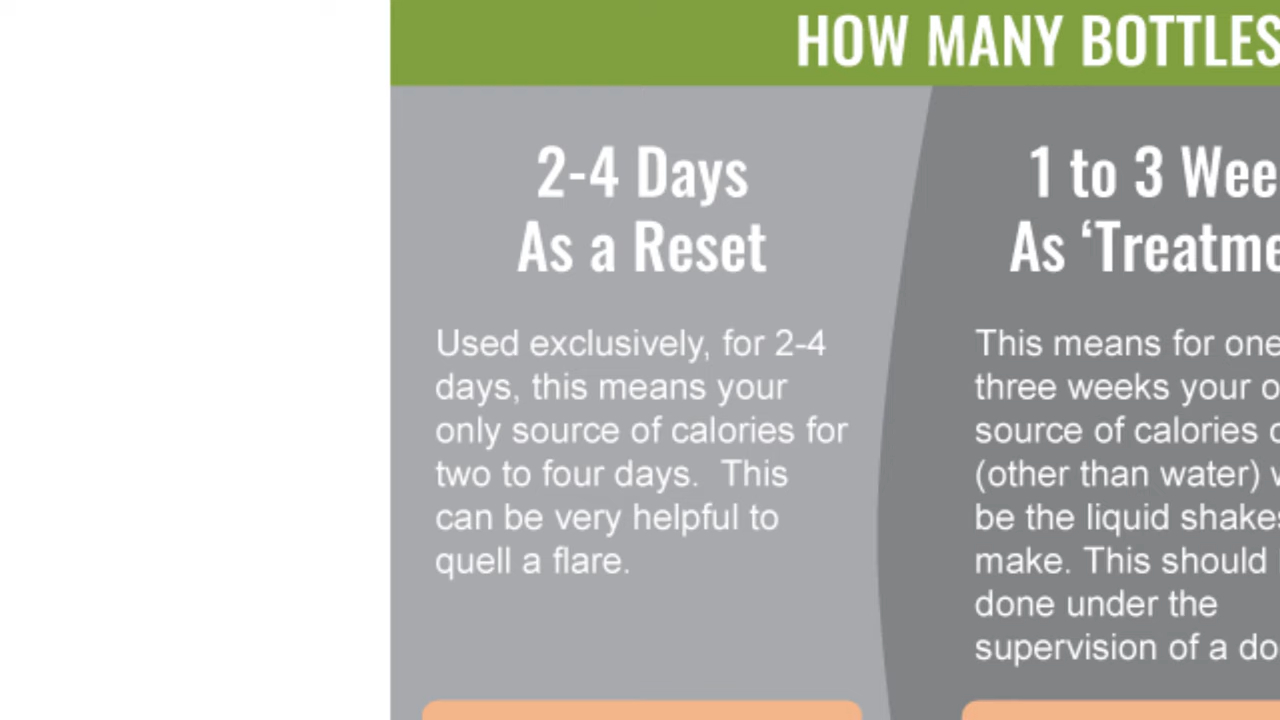 HOW MANY BOTTLES
2-4 Days
As a Reset
Used exclusively, for 2-4
days, this means your
only source of calories for
two to four days.  This
can be very helpful to
quell a flare.
1 to 3
As
This means for one
three weeks your
source of calories
(other than water)
be the liquid
make. This should
done under the
supervision of a